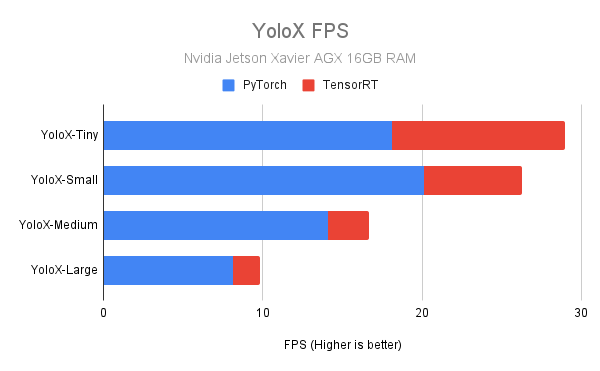 YoloX FPS
Nvidia Jetson Xavier AGX 16GB RAM
PyTorch TensorRT
YoloX-Tiny
YoloX-Small
YoloX-Medium
YoloX-Large
0 10 20 30
FPS (Higher is better)